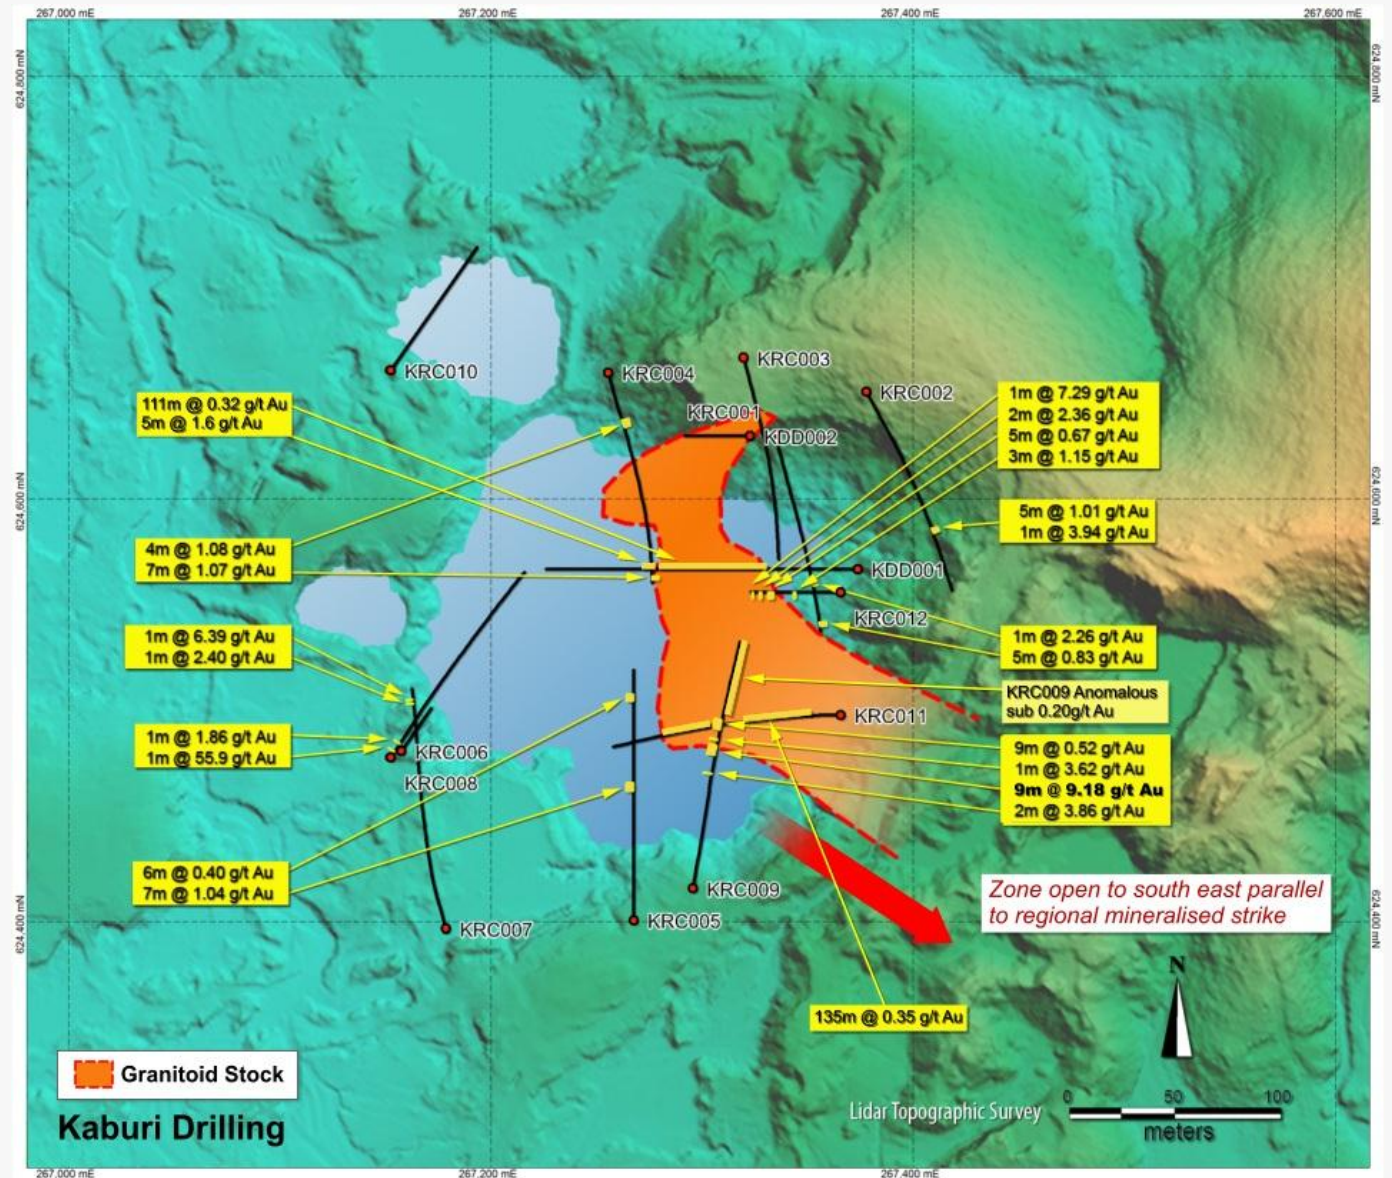 267,000 mE
267,200 mE
267,400 mE
267,600 mE
624,800 mN
624,800 mN
KRC010
KRC004
KRC003
KRC002
KRC001
KDD002
111m @ 0.32 g/t Au
5m @ 1.6 g/t Au
1m @ 7.29 g/t Au
2m @ 2.36 g/t Au
5m @ 0.67 g/t Au
3m @ 1.15 g/t Au
624,600 mN
624,600 mN
5m @ 1.01 g/t Au
1m @ 3.94 g/t Au
4m @ 1.08 g/t Au
7m @ 1.07 g/t Au
KDD001
KRC012
1m @ 6.39 g/t Au
1m @ 2.40 g/t Au
1m @ 2.26 g/t Au
5m @ 0.83 g/t Au
KRC009 Anomalous
sub 0.20g/t Au
KRC011
1m @ 1.86 g/t Au
1m @ 55.9 g/t Au
KRC006
KRC008
9m @ 0.52 g/t Au
1m @ 3.62 g/t Au
9m @ 9.18 g/t Au
2m @ 3.86 g/t Au
6m @ 0.40 g/t Au
7m @ 1.04 g/t Au
KRC009
KRC005
KRC007
624,400 mN
624,400 mN
Zone open to south east parallel
to regional mineralised strike
N
135m @ 0.35 g/t Au
Granitoid Stock
Kaburi Drilling
Lidar Topographic Survey
0
50
100
meters
267,000 mE
267,200 mE
267,400 mE